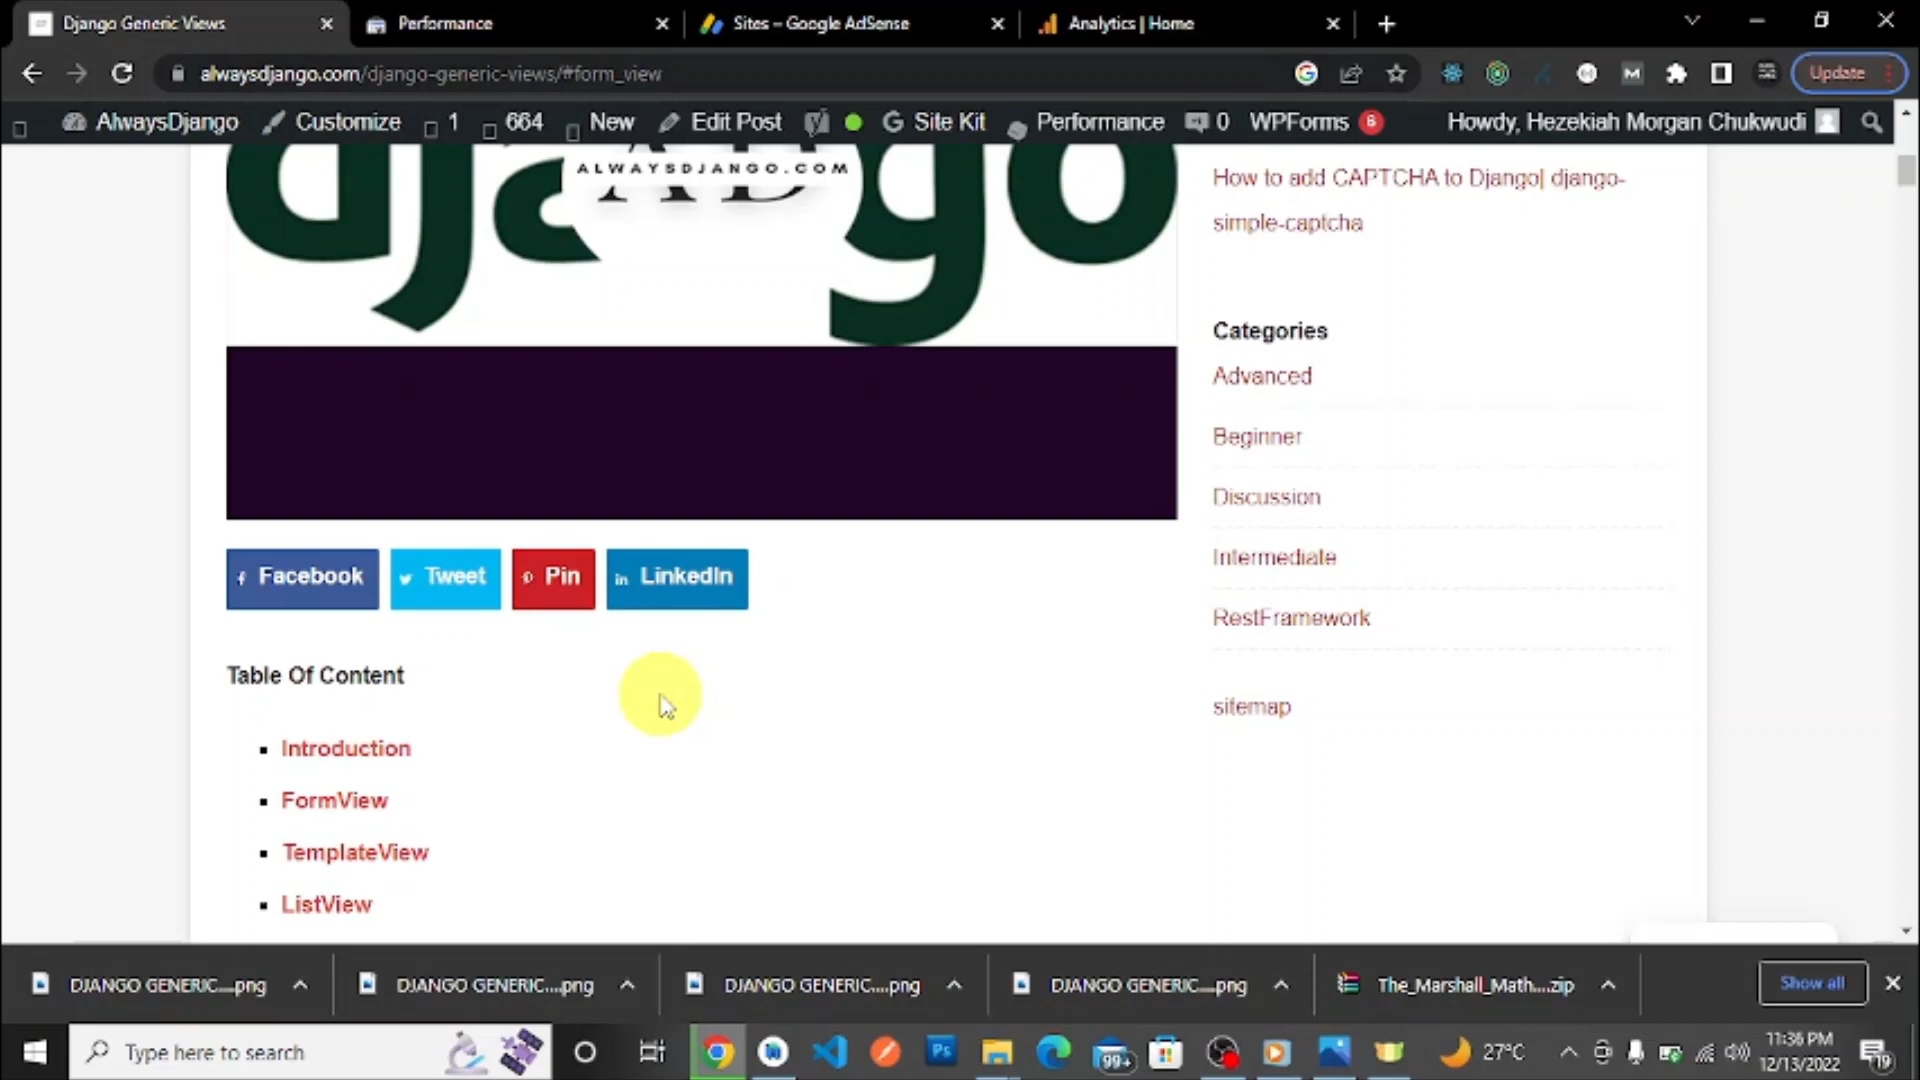 Django Generic Views
Performance
Sites – Google AdSense
Analytics | Home
alwaysdjango.com/django-generic-views/#form_view
Update
AlwaysDjango
Customize
1
664
New
Edit Post
Site Kit
Performance
0
WPForms
6
Howdy, Hezekiah Morgan Chukwudi
django
ALWAYSDJANGO.COM
How to add CAPTCHA to Django| django-
simple-captcha
Categories
Advanced
Beginner
Discussion
Intermediate
RestFramework
sitemap
Facebook
Tweet
Pin
LinkedIn
Table Of Content
Introduction
FormView
TemplateView
ListView
DJANGO GENERIC....png
DJANGO GENERIC....png
DJANGO GENERIC....png
DJANGO GENERIC....png
The_Marshall_Math....zip
Show all
Type here to search
Ps
99+
27°C
11:36 PM
12/13/2022
19